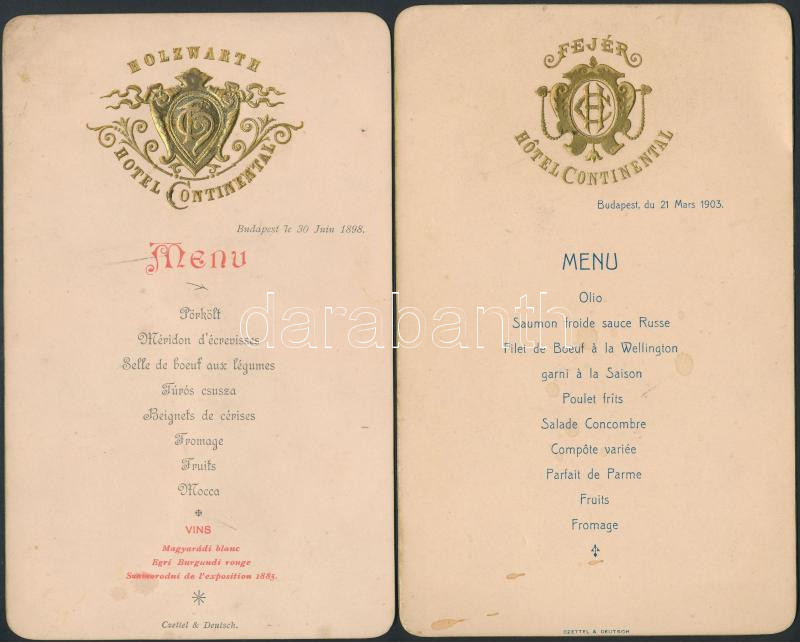 HOLZWARTH
HOTEL CONTINENTAL
Budapest le 30 Juin 1898.
Menu
Pörkölt
Méridon d'écrevisses
Selle de boeuf aux légumes
Túrós csusza
Beignets de cérises
Fromage
Fruits
Mocca
VINS
Magyarádi blanc
Egri Burgundi rouge
Szomorodni de l'exposition 1885.
Czettel & Deutsch.
FEJÉR
HÔTEL CONTINENTAL
Budapest, du 21 Mars 1903.
MENU
Olio
Saumon froide sauce Russe
Filet de Boeuf à la Wellington
garni à la Saison
Poulet frits
Salade Concombre
Compôte variée
Parfait de Parme
Fruits
Fromage
CZETTEL & DEUTSCH
darabanth